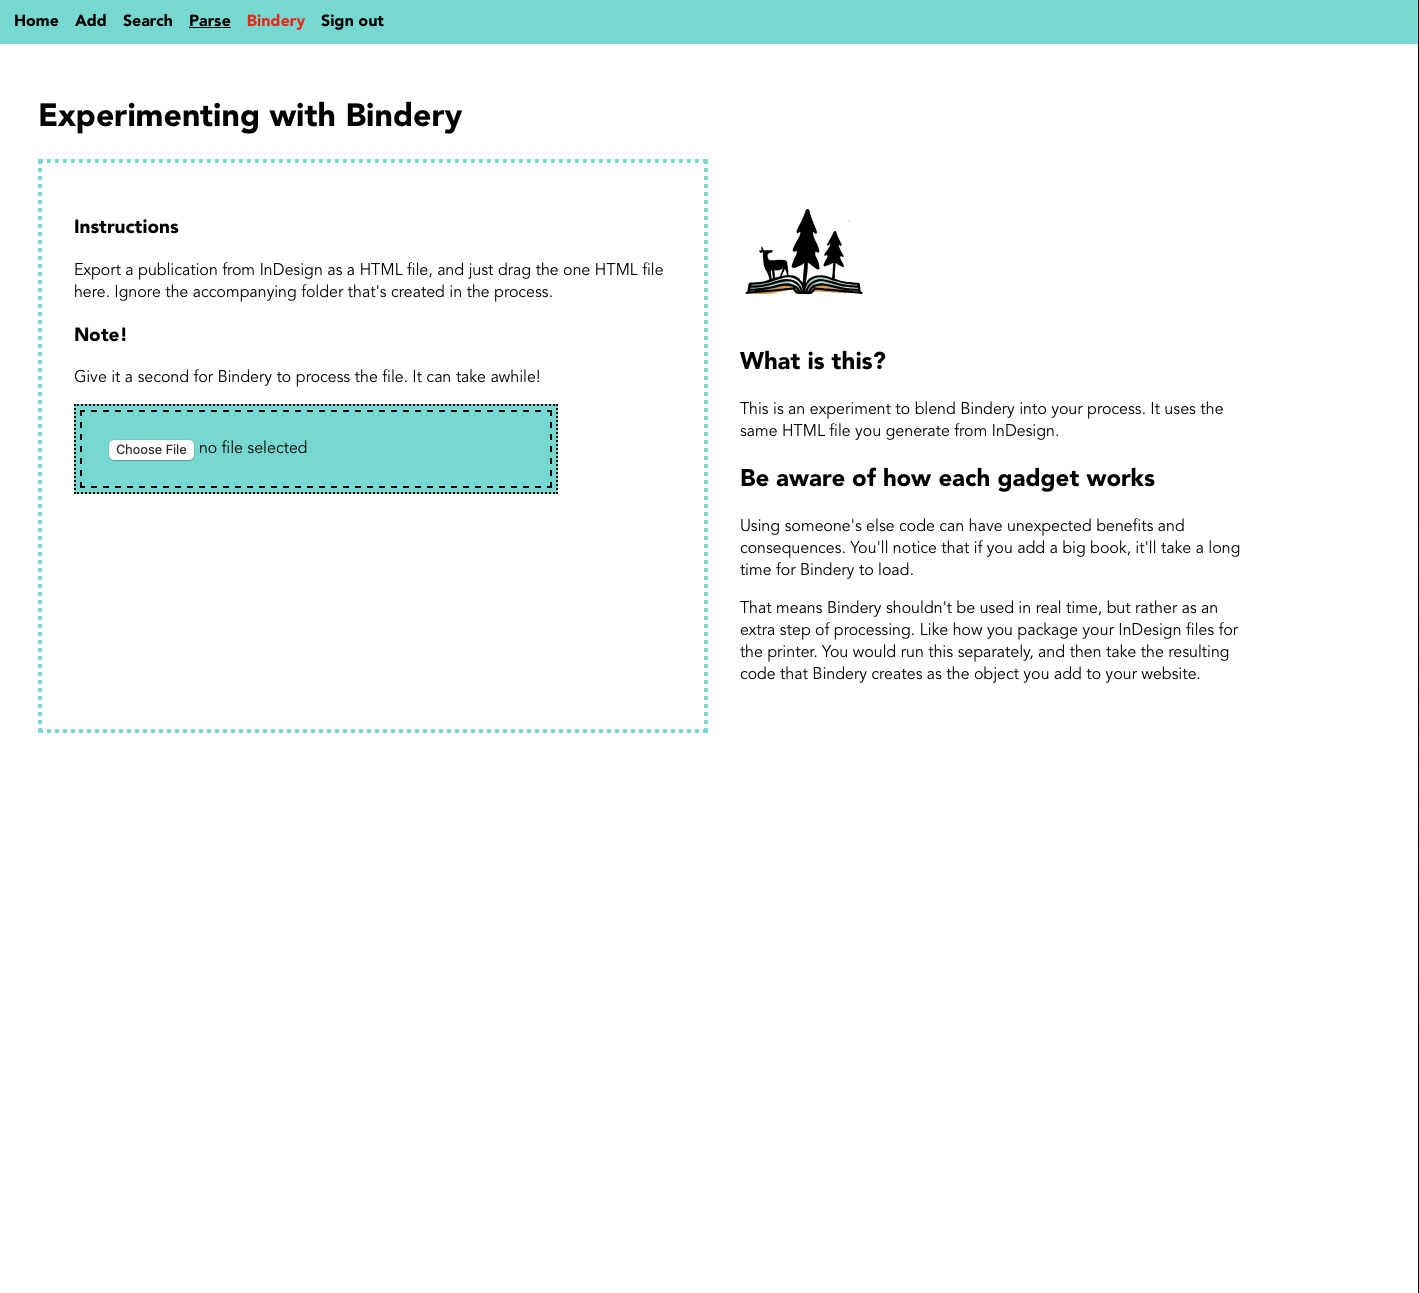 Home Add Search Parse Bindery Sign out
Experimenting with Bindery
Instructions
Export a publication from InDesign as a HTML file, and just drag the one HTML file
here. Ignore the accompanying folder that's created in the process.
Note!
Give it a second for Bindery to process the file. It can take awhile!
Choose File no file selected
What is this?
This is an experiment to blend Bindery into your process. It uses the
same HTML file you generate from InDesign.
Be aware of how each gadget works
Using someone's else code can have unexpected benefits and
consequences. You'll notice that if you add a big book, it'll take a long
time for Bindery to load.
That means Bindery shouldn't be used in real time, but rather as an
extra step of processing. Like how you package your InDesign files for
the printer. You would run this separately, and then take the resulting
code that Bindery creates as the object you add to your website.